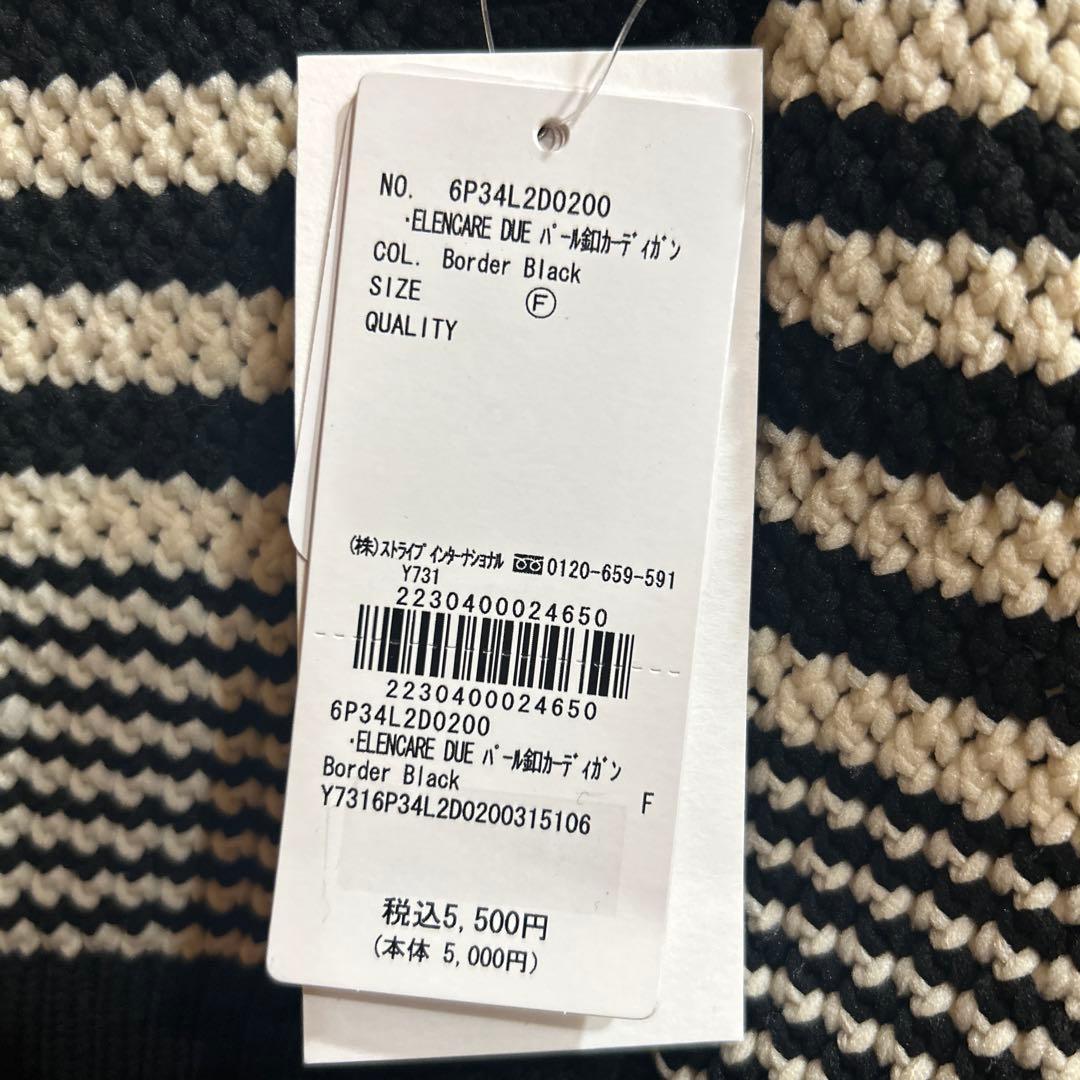 NO. 6P34L2D0200
・ELENCARE DUE ﾊﾟｰﾙ釦ｶｰﾃﾞｨｶﾞﾝ
COL. Border Black
SIZE Ⓕ
QUALITY
(株)ｽﾄﾗｲﾌﾟｲﾝﾀｰﾅｼｮﾅﾙ 0120-659-591
Y731
2230400024650
2230400024650
6P34L2D0200
・ELENCARE DUE ﾊﾟｰﾙ釦ｶｰﾃﾞｨｶﾞﾝ
Border Black F
Y7316P34L2D0200315106
税込5,500円
(本体 5,000円)